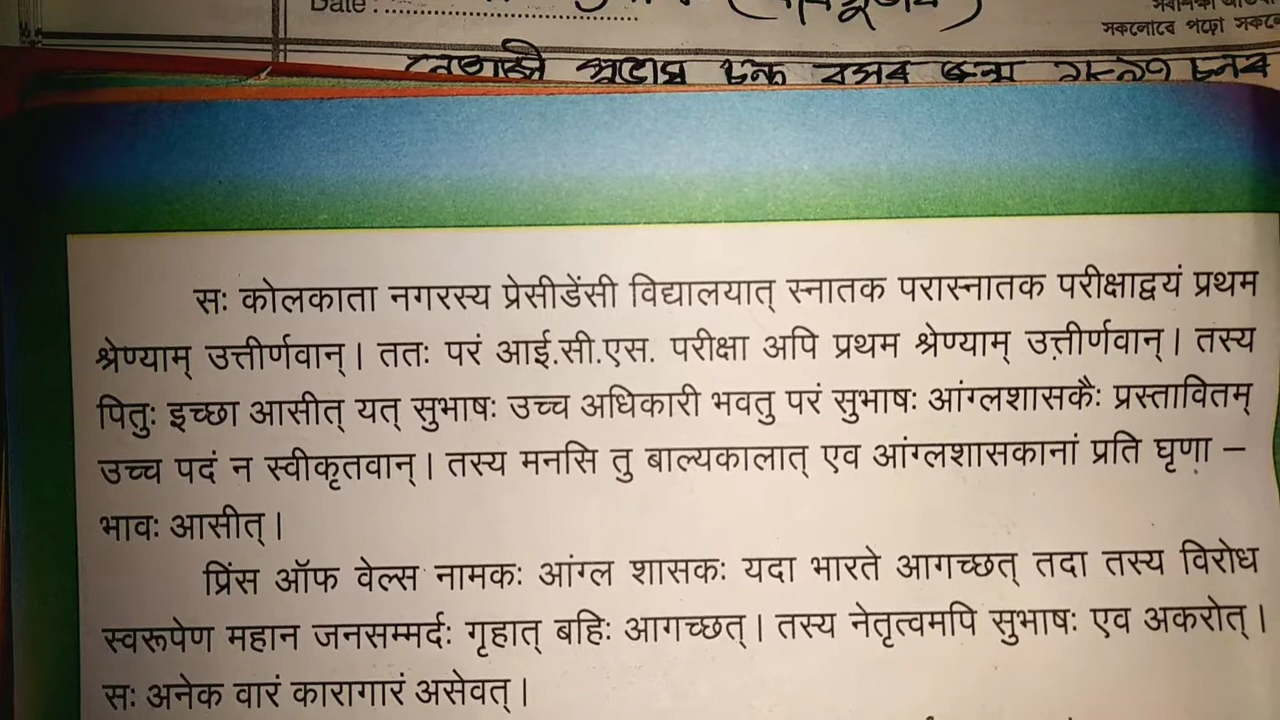 Date :
সকলোৱে পঢ়ো
সঃ कोलकाता नगरस्य प्रेसीडेंसी विद्यालयात् स्नातक परास्नातक परीक्षाद्वयं प्रथम
श्रेण्याम् उत्तीर्णवान्। ततः परं आई.सी.एस. परीक्षा अपि प्रथम श्रेण्याम् उत्तीर्णवान्। तस्य
पितुः इच्छा आसीत् यत् सुभाषः उच्च अधिकारी भवतु परं सुभाषः आंग्लशासकैः प्रस्तावितम्
उच्च पदं न स्वीकृतवान्। तस्य मनसि तु बाल्यकालात् एव आंग्लशासकानां प्रति घृणा –
भावः आसीत्।
प्रिंस ऑफ वेल्स नामकः आंग्ल शासकः यदा भारते आगच्छत् तदा तस्य विरोध
स्वरूपेण महान जनसम्मर्दः गृहात् बहिः आगच्छत्। तस्य नेतृत्वमपि सुभाषः एव अकरोत्।
सः अनेक वारं कारागारं असेवत्।